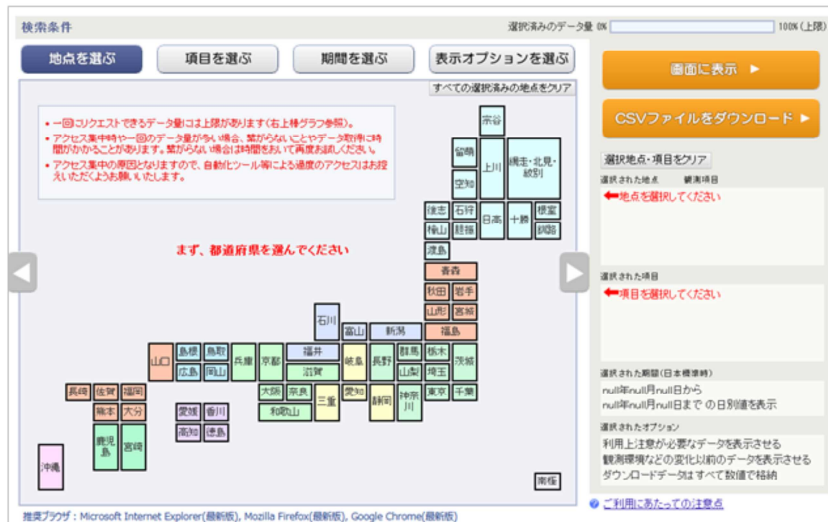 検索条件
選択済みのデータ量 0% 100%(上限)
地点を選ぶ
項目を選ぶ
期間を選ぶ
表示オプションを選ぶ
すべての選択済みの地点をクリア
・一回にリクエストできるデータ量には上限があります(右上棒グラフ参照)。
・アクセス集中時や一回のデータ量が多い場合、繋がらないことやデータ取得に時
間がかかることがあります。繋がらない場合は時間をおいて再度お試しください。
・アクセス集中の原因となりますので、自動化ツール等による過度のアクセスはお控
えいただくようお願いいたします。
まず、都道府県を選んでください
宗谷
留萌
上川
網走・北見・
紋別
空知
後志 石狩
日高 十勝
根室
檜山 胆振
釧路
渡島
青森
秋田 岩手
山形 宮城
石川
富山 新潟 福島
山口
島根 鳥取
兵庫 京都
福井
岐阜 長野
群馬 栃木
茨城
広島 岡山
滋賀
山梨 埼玉
長崎 佐賀 福岡
大阪 奈良
三重
愛知
静岡
神奈
川
東京 千葉
熊本 大分
愛媛 香川
和歌山
高知 徳島
鹿児
島
宮崎
沖縄
南極
画面に表示 ▶
CSVファイルをダウンロード ▶
選択地点・項目をクリア
選択された地点 観測項目
地点を選択してください
選択された項目
項目を選択してください
選択された期間(日本標準時)
null年null月null日から
null年null月null日まで の日別値を表示
選択されたオプション
利用上注意が必要なデータを表示させる
観測環境などの変化以前のデータを表示させる
ダウンロードデータはすべて数値で格納
ご利用にあたっての注意点
推奨ブラウザ : Microsoft Internet Explorer(最新版), Mozilla Firefox(最新版), Google Chrome(最新版)